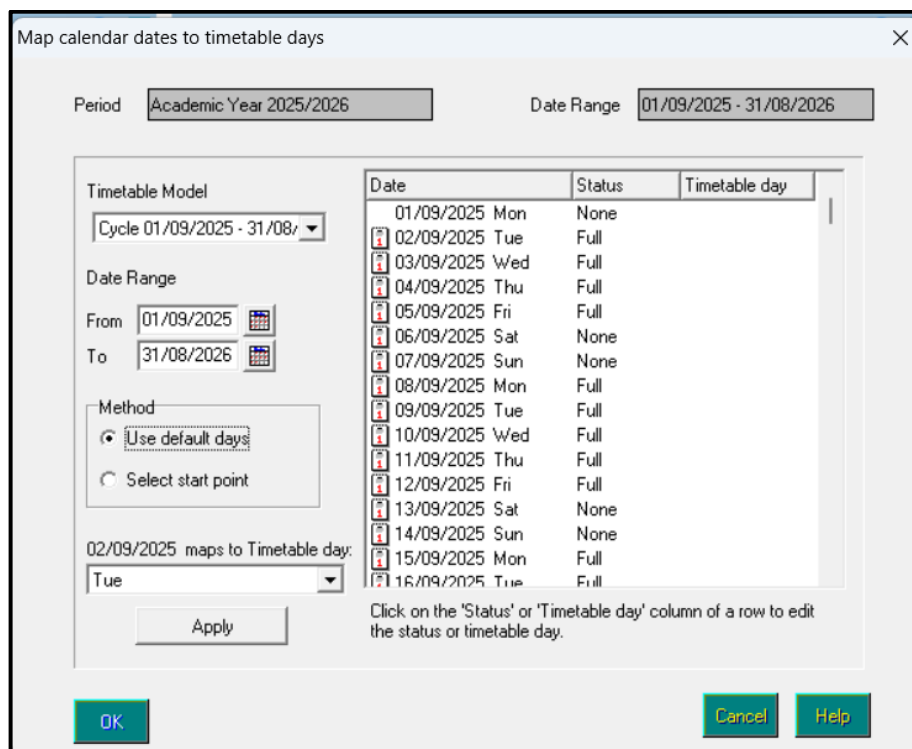 Map calendar dates to timetable days
Period Academic Year 2025/2026 Date Range 01/09/2025 - 31/08/2026
Timetable Model
Cycle 01/09/2025 - 31/08/
Date Range
From 01/09/2025
To 31/08/2026
Method
Use default days
Select start point
02/09/2025 maps to Timetable day:
Tue
Apply
Date Status Timetable day
01/09/2025 Mon None
02/09/2025 Tue Full
03/09/2025 Wed Full
04/09/2025 Thu Full
05/09/2025 Fri Full
06/09/2025 Sat None
07/09/2025 Sun None
08/09/2025 Mon Full
09/09/2025 Tue Full
10/09/2025 Wed Full
11/09/2025 Thu Full
12/09/2025 Fri Full
13/09/2025 Sat None
14/09/2025 Sun None
15/09/2025 Mon Full
16/09/2025 Tue Full
Click on the 'Status' or 'Timetable day' column of a row to edit
the status or timetable day.
OK Cancel Help